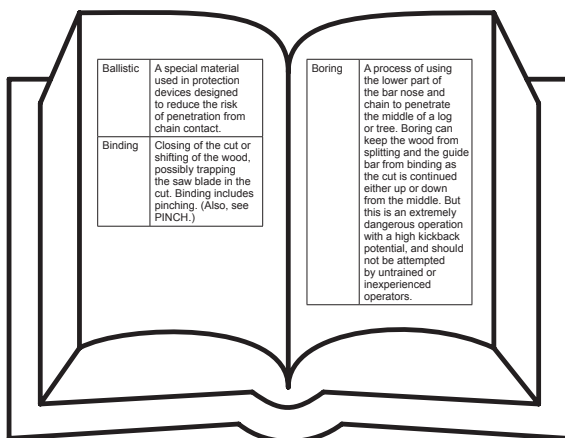 Ballistic
A special material
used in protection
devices designed
to reduce the risk
of penetration from
chain contact.
Binding
Closing of the cut or
shifting of the wood,
possibly trapping
the saw blade in the
cut. Binding includes
pinching. (Also, see
PINCH.)
Boring
A process of using
the lower part of
the bar nose and
chain to penetrate
the middle of a log
or tree. Boring can
keep the wood from
splitting and the guide
bar from binding as
the cut is continued
either up or down
from the middle. But
this is an extremely
dangerous operation
with a high kickback
potential, and should
not be attempted
by untrained or
inexperienced
operators.